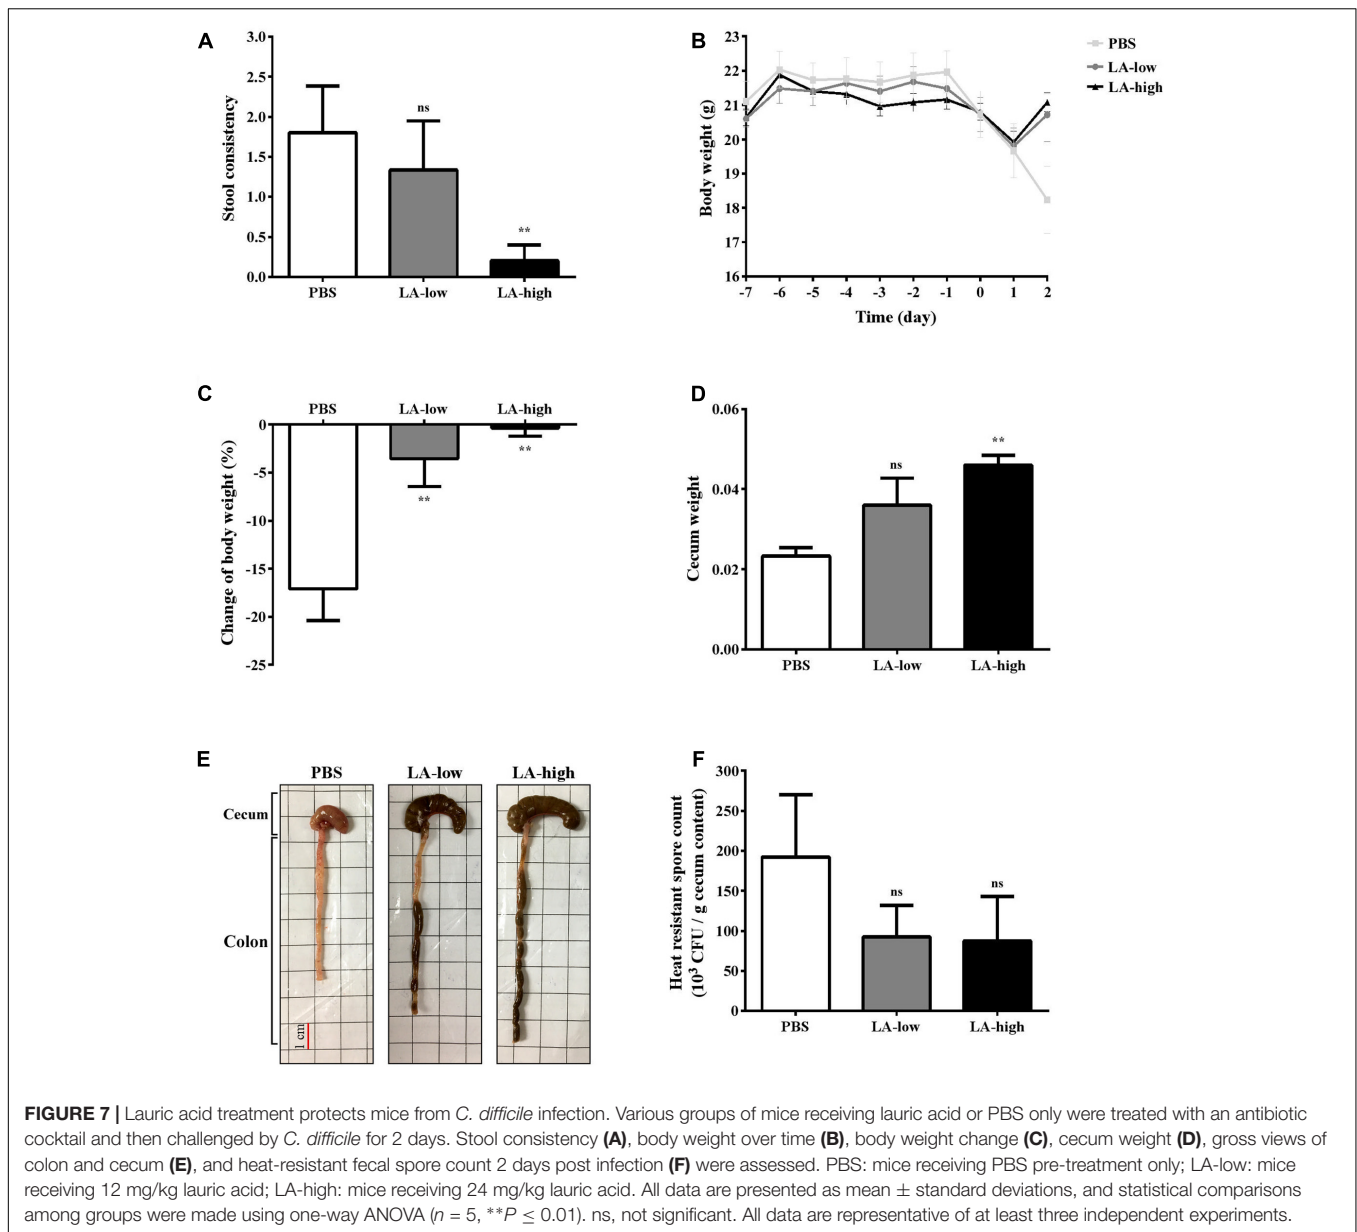 A
Stool consistency
3.0
2.5
2.0
1.5
1.0
0.5
0.0
ns
**
PBS LA-low LA-high
B
Body weight (g)
23
22
21
20
19
18
17
16
-7 -6 -5 -4 -3 -2 -1 0 1 2
Time (day)
PBS
LA-low
LA-high
C
Change of body weight (%)
PBS LA-low LA-high
0
-5
-10
-15
-20
-25
**
**
D
Cecum weight
0.06
0.04
0.02
0.00
ns
**
PBS LA-low LA-high
E
PBS LA-low LA-high
Cecum
Colon
1 cm
F
Heat resistant spore count
(10³ CFU / g cecum content)
300
250
200
150
100
50
0
ns
ns
PBS LA-low LA-high
FIGURE 7 | Lauric acid treatment protects mice from C. difficile infection. Various groups of mice receiving lauric acid or PBS only were treated with an antibiotic
cocktail and then challenged by C. difficile for 2 days. Stool consistency (A), body weight over time (B), body weight change (C), cecum weight (D), gross views of
colon and cecum (E), and heat-resistant fecal spore count 2 days post infection (F) were assessed. PBS: mice receiving PBS pre-treatment only; LA-low: mice
receiving 12 mg/kg lauric acid; LA-high: mice receiving 24 mg/kg lauric acid. All data are presented as mean ± standard deviations, and statistical comparisons
among groups were made using one-way ANOVA (n = 5, **P ≤ 0.01). ns, not significant. All data are representative of at least three independent experiments.